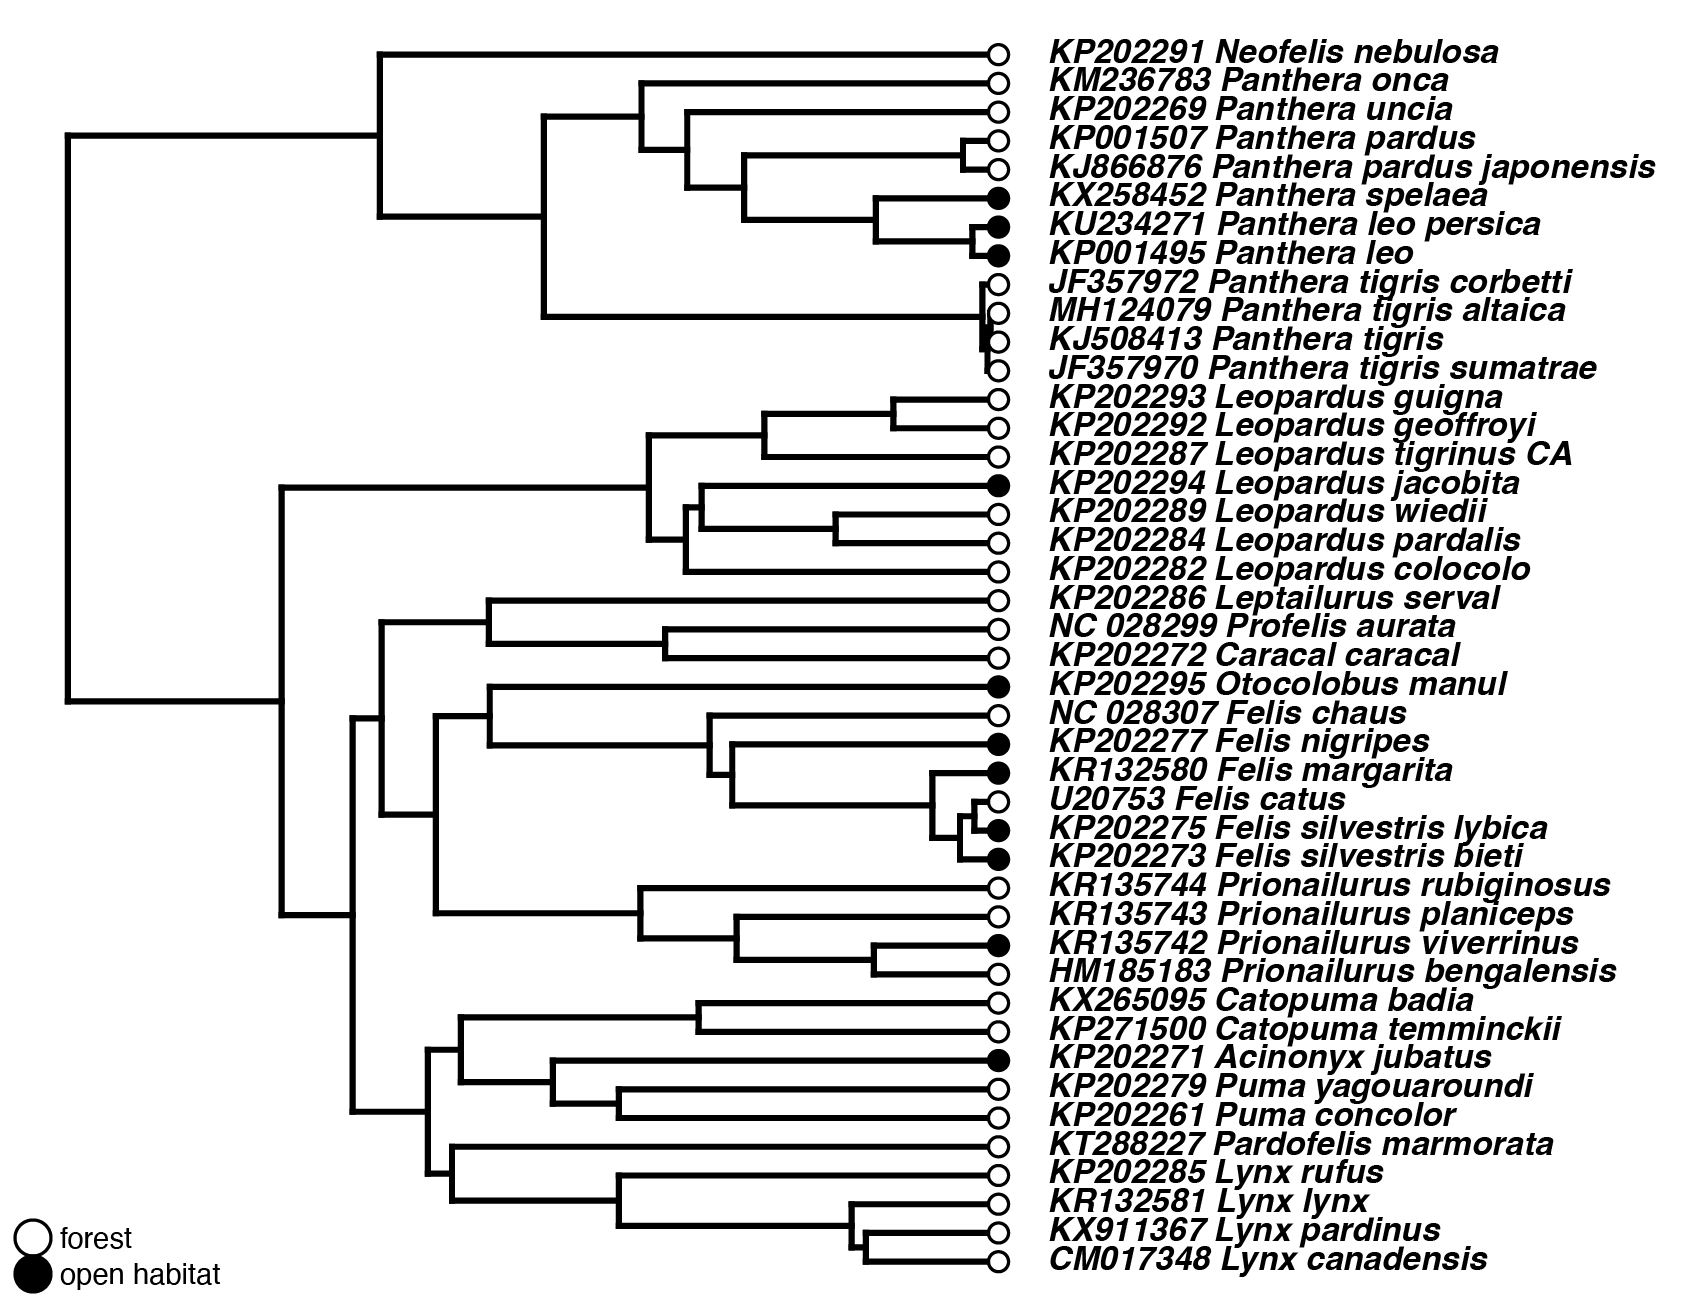 KP202291 Neofelis nebulosa
KM236783 Panthera onca
KP202269 Panthera uncia
KP001507 Panthera pardus
KJ866876 Panthera pardus japonensis
KX258452 Panthera spelaea
KU234271 Panthera leo persica
KP001495 Panthera leo
JF357972 Panthera tigris corbetti
MH124079 Panthera tigris altaica
KJ508413 Panthera tigris
JF357970 Panthera tigris sumatrae
KP202293 Leopardus guigna
KP202292 Leopardus geoffroyi
KP202287 Leopardus tigrinus CA
KP202294 Leopardus jacobita
KP202289 Leopardus wiedii
KP202284 Leopardus pardalis
KP202282 Leopardus colocolo
KP202286 Leptailurus serval
NC 028299 Profelis aurata
KP202272 Caracal caracal
KP202295 Otocolobus manul
NC 028307 Felis chaus
KP202277 Felis nigripes
KR132580 Felis margarita
U20753 Felis catus
KP202275 Felis silvestris lybica
KP202273 Felis silvestris bieti
KR135744 Prionailurus rubiginosus
KR135743 Prionailurus planiceps
KR135742 Prionailurus viverrinus
HM185183 Prionailurus bengalensis
KX265095 Catopuma badia
KP271500 Catopuma temminckii
KP202271 Acinonyx jubatus
KP202279 Puma yagouaroundi
KP202261 Puma concolor
KT288227 Pardofelis marmorata
KP202285 Lynx rufus
KR132581 Lynx lynx
KX911367 Lynx pardinus
CM017348 Lynx canadensis
forest
open habitat